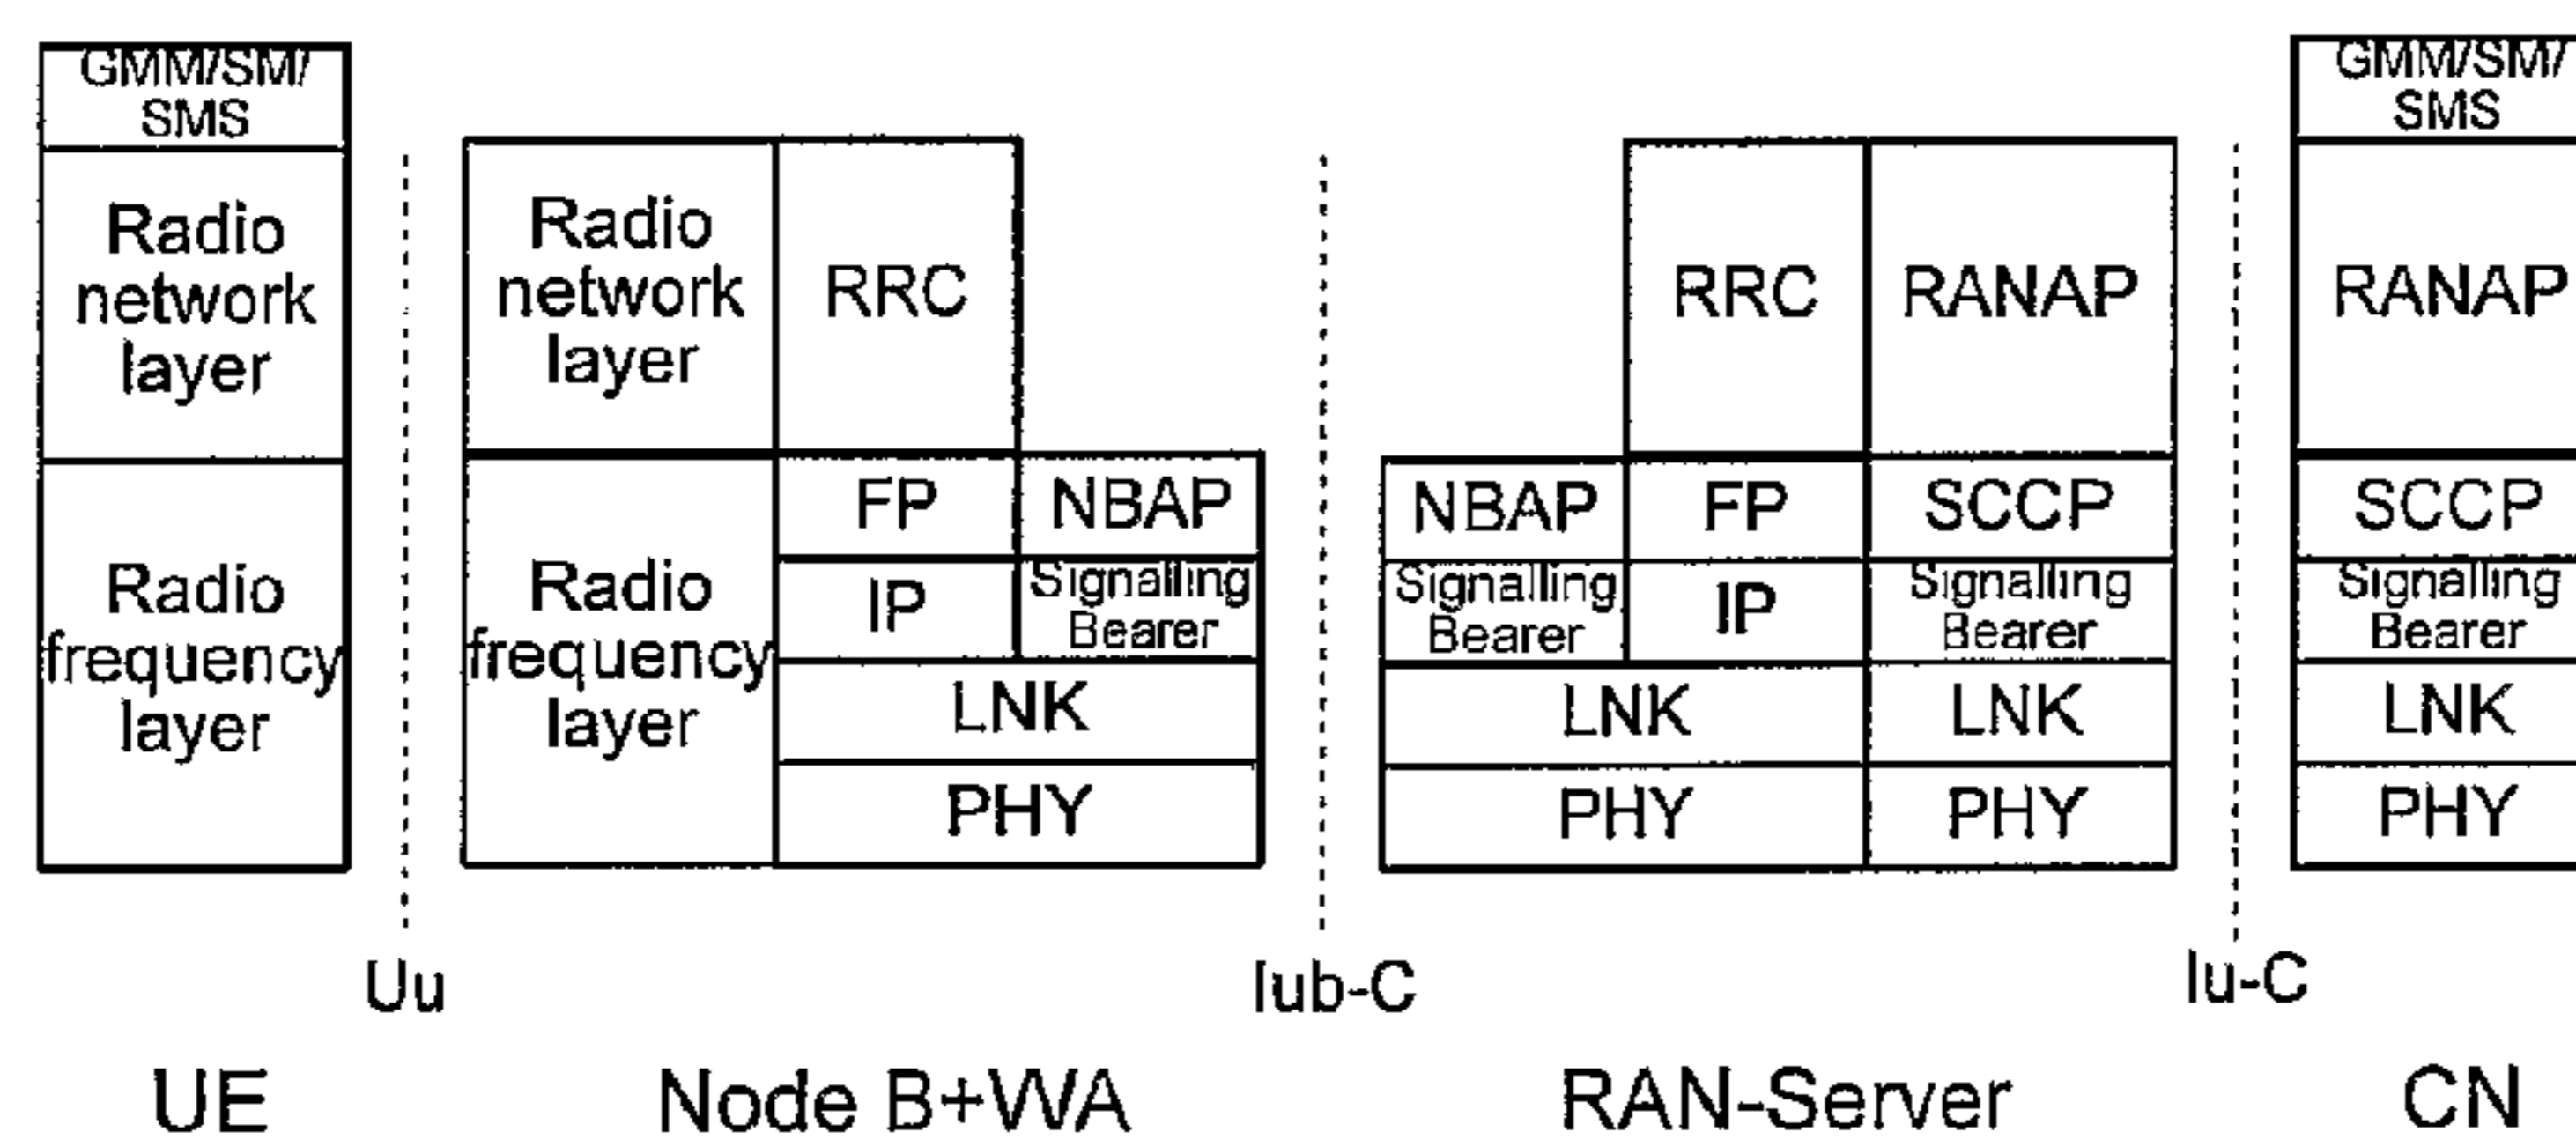 GMM/SM/
SMS
Radio
network
layer
Radio
frequency
layer
Uu
Radio
network
layer
RRC
Radio
frequency
layer
FP
NBAP
IP
Signalling
Bearer
LNK
PHY
Iub-C
RRC
RANAP
NBAP
FP
SCCP
Signalling
Bearer
IP
Signalling
Bearer
LNK
LNK
PHY
PHY
Iu-C
GMM/SM/
SMS
RANAP
SCCP
Signalling
Bearer
LNK
PHY
UE
Node B+WA
RAN-Server
CN